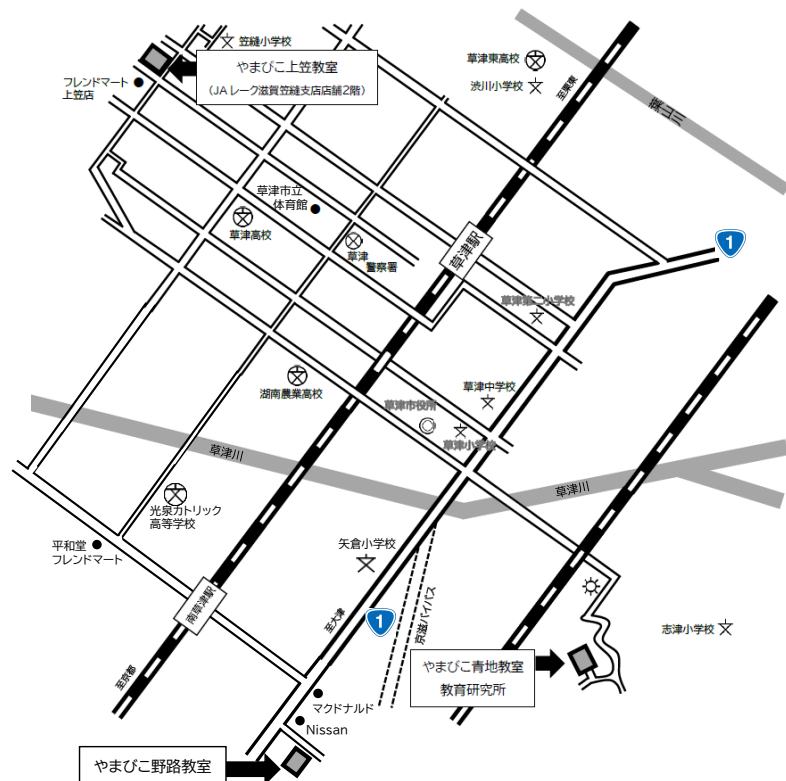 笠縫小学校
やまびこ上笠教室
（JAレーク滋賀笠縫支店店舗2階）
フレンドマート
上笠店
草津東高校
渋川小学校
至栗東
葉山川
1
草津市立
体育館
草津高校
草津
警察署
草津駅
草津第二小学校
湖南農業高校
草津中学校
草津市役所
草津小学校
草津川
草津川
光泉カトリック
高等学校
平和堂
フレンドマート
矢倉小学校
南草津駅
至大津
1
京滋バイパス
志津小学校
やまびこ青地教室
教育研究所
至京都
マクドナルド
Nissan
やまびこ野路教室